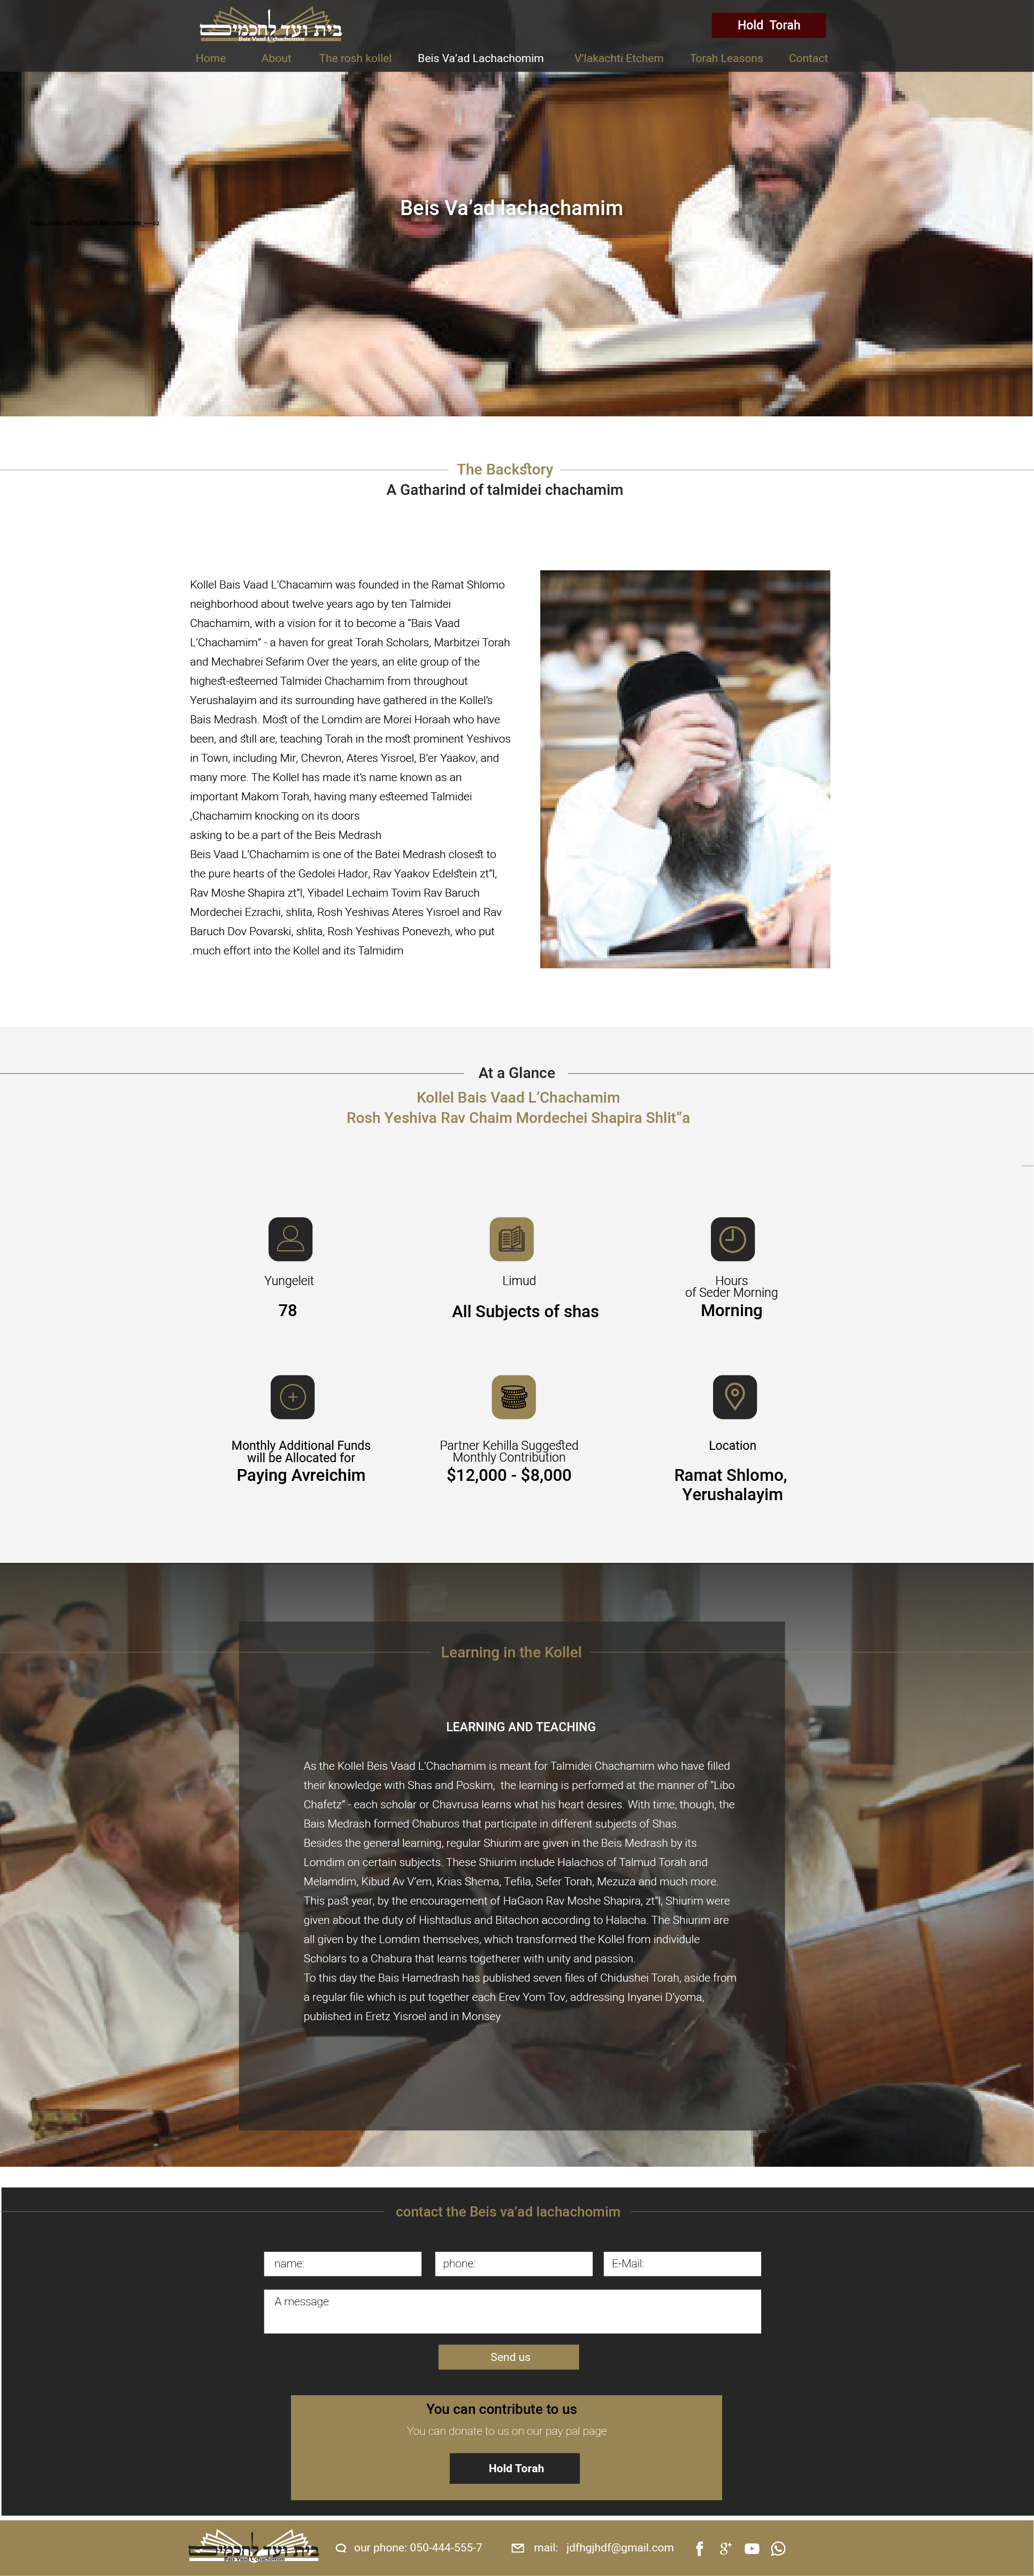 בית ועד לחכמים
Bais Vaad L'chachomim
Hold Torah
Home About The rosh kollel Beis Va'ad Lachachomim V'lakachti Etchem Torah Leasons Contact
Beis Va'ad lachachamim
The Backstory
A Gatharind of talmidei chachamim
Kollel Bais Vaad L'Chacamim was founded in the Ramat Shlomo
neighborhood about twelve years ago by ten Talmidei
Chachamim, with a vision for it to become a "Bais Vaad
L'Chachamim" - a haven for great Torah Scholars, Marbitzei Torah
and Mechabrei Sefarim Over the years, an elite group of the
highest-esteemed Talmidei Chachamim from throughout
Yerushalayim and its surrounding have gathered in the Kollel's
Bais Medrash. Most of the Lomdim are Morei Horaah who have
been, and still are, teaching Torah in the most prominent Yeshivos
in Town, including Mir, Chevron, Ateres Yisroel, B'er Yaakov, and
many more. The Kollel has made it's name known as an
important Makom Torah, having many esteemed Talmidei
,Chachamim knocking on its doors
asking to be a part of the Beis Medrash
Beis Vaad L'Chachamim is one of the Batei Medrash closest to
the pure hearts of the Gedolei Hador, Rav Yaakov Edelstein zt"l,
Rav Moshe Shapira zt"l, Yibadel Lechaim Tovim Rav Baruch
Mordechei Ezrachi, shlita, Rosh Yeshivas Ateres Yisroel and Rav
Baruch Dov Povarski, shlita, Rosh Yeshivas Ponevezh, who put
.much effort into the Kollel and its Talmidim
At a Glance
Kollel Bais Vaad L'Chachamim
Rosh Yeshiva Rav Chaim Mordechei Shapira Shlit"a
Yungeleit
78
Limud
All Subjects of shas
Hours
of Seder Morning
Morning
Monthly Additional Funds
will be Allocated for
Paying Avreichim
Partner Kehilla Suggested
Monthly Contribution
$12,000 - $8,000
Location
Ramat Shlomo,
Yerushalayim
Learning in the Kollel
LEARNING AND TEACHING
As the Kollel Beis Vaad L'Chachamim is meant for Talmidei Chachamim who have filled
their knowledge with Shas and Poskim, the learning is performed at the manner of "Libo
Chafetz" - each scholar or Chavrusa learns what his heart desires. With time, though, the
Bais Medrash formed Chaburos that participate in different subjects of Shas.
Besides the general learning, regular Shiurim are given in the Beis Medrash by its
Lomdim on certain subjects. These Shiurim include Halachos of Talmud Torah and
Melamdim, Kibud Av V'em, Krias Shema, Tefila, Sefer Torah, Mezuza and much more.
This past year, by the encouragement of HaGaon Rav Moshe Shapira, zt"l, Shiurim were
given about the duty of Hishtadlus and Bitachon according to Halacha. The Shiurim are
all given by the Lomdim themselves, which transformed the Kollel from individule
Scholars to a Chabura that learns togetherer with unity and passion.
To this day the Bais Hamedrash has published seven files of Chidushei Torah, aside from
a regular file which is put together each Erev Yom Tov, addressing Inyanei D'yoma,
published in Eretz Yisroel and in Monsey
contact the Beis va'ad lachachomim
name: phone: E-Mail:
A message
Send us
You can contribute to us
You can donate to us on our pay pal page
Hold Torah
בית ועד לחכמים
Bais Vaad L'chachomim
our phone: 050-444-555-7 mail: jdfhgjhdf@gmail.com